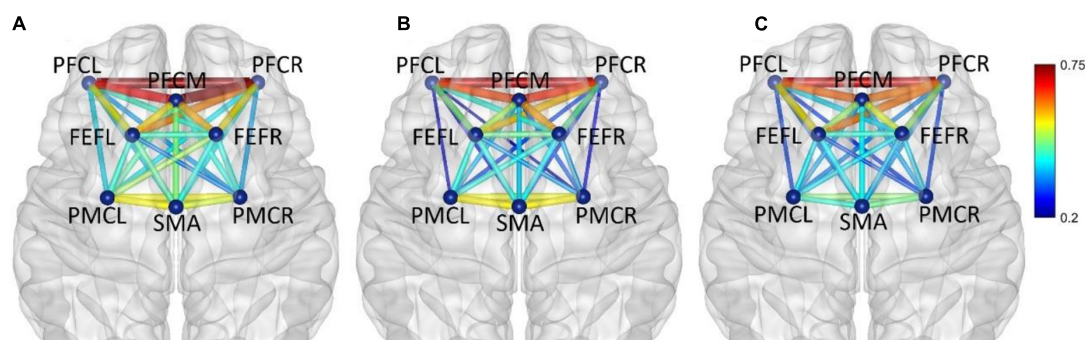 A
PFCL
PFCM
PFCR
FEFL
FEFR
PMCL
SMA
PMCR
B
PFCL
PFCM
PFCR
FEFL
FEFR
PMCL
SMA
PMCR
C
PFCL
PFCM
PFCR
FEFL
FEFR
PMCL
SMA
PMCR
0.75
0.2